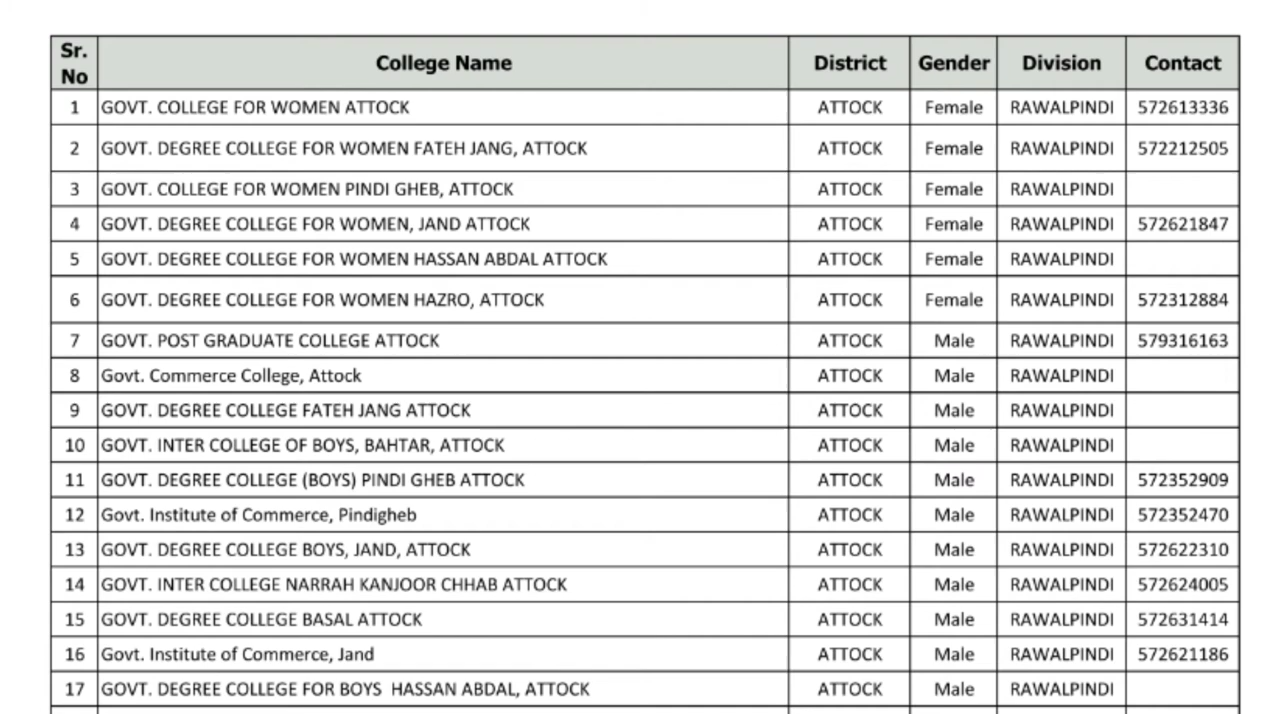 Sr. No College Name District Gender Division Contact
1 GOVT. COLLEGE FOR WOMEN ATTOCK ATTOCK Female RAWALPINDI 572613336
2 GOVT. DEGREE COLLEGE FOR WOMEN FATEH JANG, ATTOCK ATTOCK Female RAWALPINDI 572212505
3 GOVT. COLLEGE FOR WOMEN PINDI GHEB, ATTOCK ATTOCK Female RAWALPINDI
4 GOVT. DEGREE COLLEGE FOR WOMEN, JAND ATTOCK ATTOCK Female RAWALPINDI 572621847
5 GOVT. DEGREE COLLEGE FOR WOMEN HASSAN ABDAL ATTOCK ATTOCK Female RAWALPINDI
6 GOVT. DEGREE COLLEGE FOR WOMEN HAZRO, ATTOCK ATTOCK Female RAWALPINDI 572312884
7 GOVT. POST GRADUATE COLLEGE ATTOCK ATTOCK Male RAWALPINDI 579316163
8 Govt. Commerce College, Attock ATTOCK Male RAWALPINDI
9 GOVT. DEGREE COLLEGE FATEH JANG ATTOCK ATTOCK Male RAWALPINDI
10 GOVT. INTER COLLEGE OF BOYS, BAHTAR, ATTOCK ATTOCK Male RAWALPINDI
11 GOVT. DEGREE COLLEGE (BOYS) PINDI GHEB ATTOCK ATTOCK Male RAWALPINDI 572352909
12 Govt. Institute of Commerce, Pindigheb ATTOCK Male RAWALPINDI 572352470
13 GOVT. DEGREE COLLEGE BOYS, JAND, ATTOCK ATTOCK Male RAWALPINDI 572622310
14 GOVT. INTER COLLEGE NARRAH KANJOOR CHHAB ATTOCK ATTOCK Male RAWALPINDI 572624005
15 GOVT. DEGREE COLLEGE BASAL ATTOCK ATTOCK Male RAWALPINDI 572631414
16 Govt. Institute of Commerce, Jand ATTOCK Male RAWALPINDI 572621186
17 GOVT. DEGREE COLLEGE FOR BOYS HASSAN ABDAL, ATTOCK ATTOCK Male RAWALPINDI